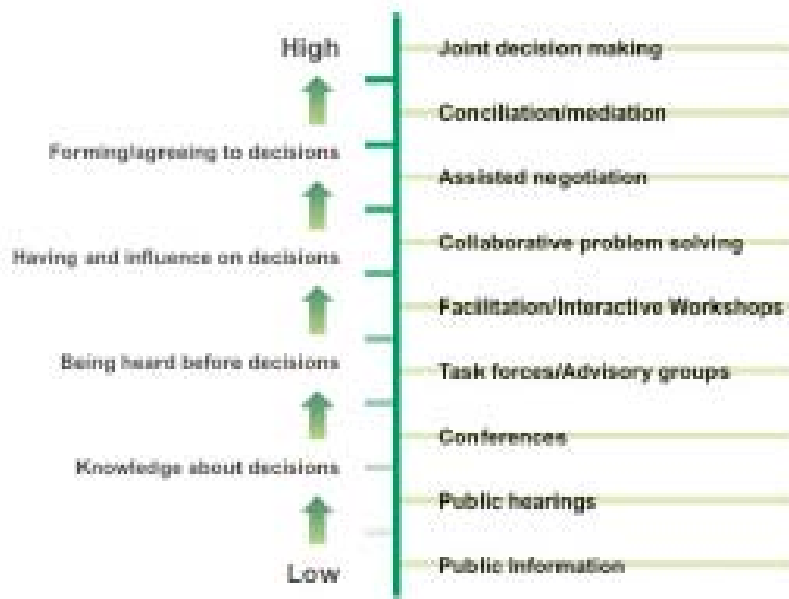 High
Forming/agreeing to decisions
Having and influence on decisions
Being heard before decisions
Knowledge about decisions
Low
Joint decision making
Conciliation/mediation
Assisted negotiation
Collaborative problem solving
Facilitation/Interactive Workshops
Task forces/Advisory groups
Conferences
Public hearings
Public Information